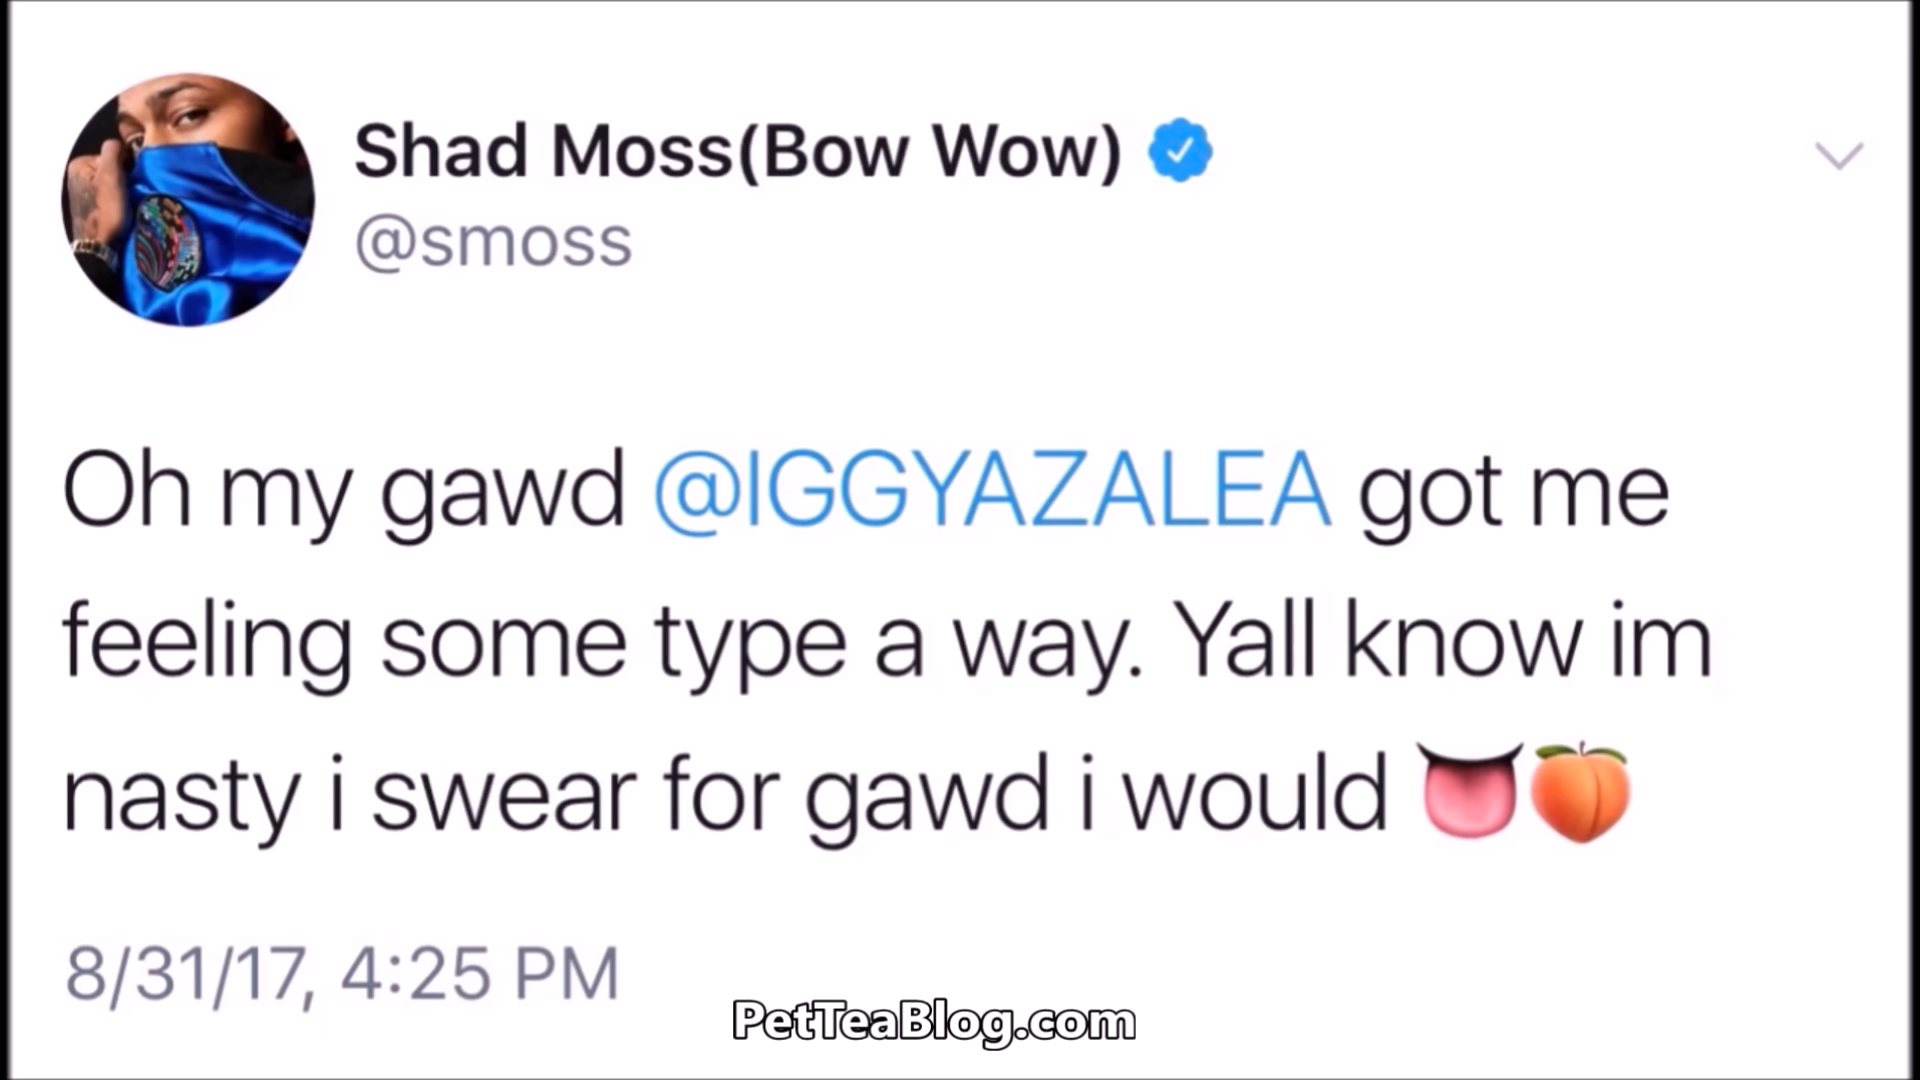 Shad Moss(Bow Wow)
@smoss
Oh my gawd @IGGYAZALEA got me
feeling some type a way. Yall know im
nasty i swear for gawd i would 👅🍑
8/31/17, 4:25 PM
PetTeaBlog.com